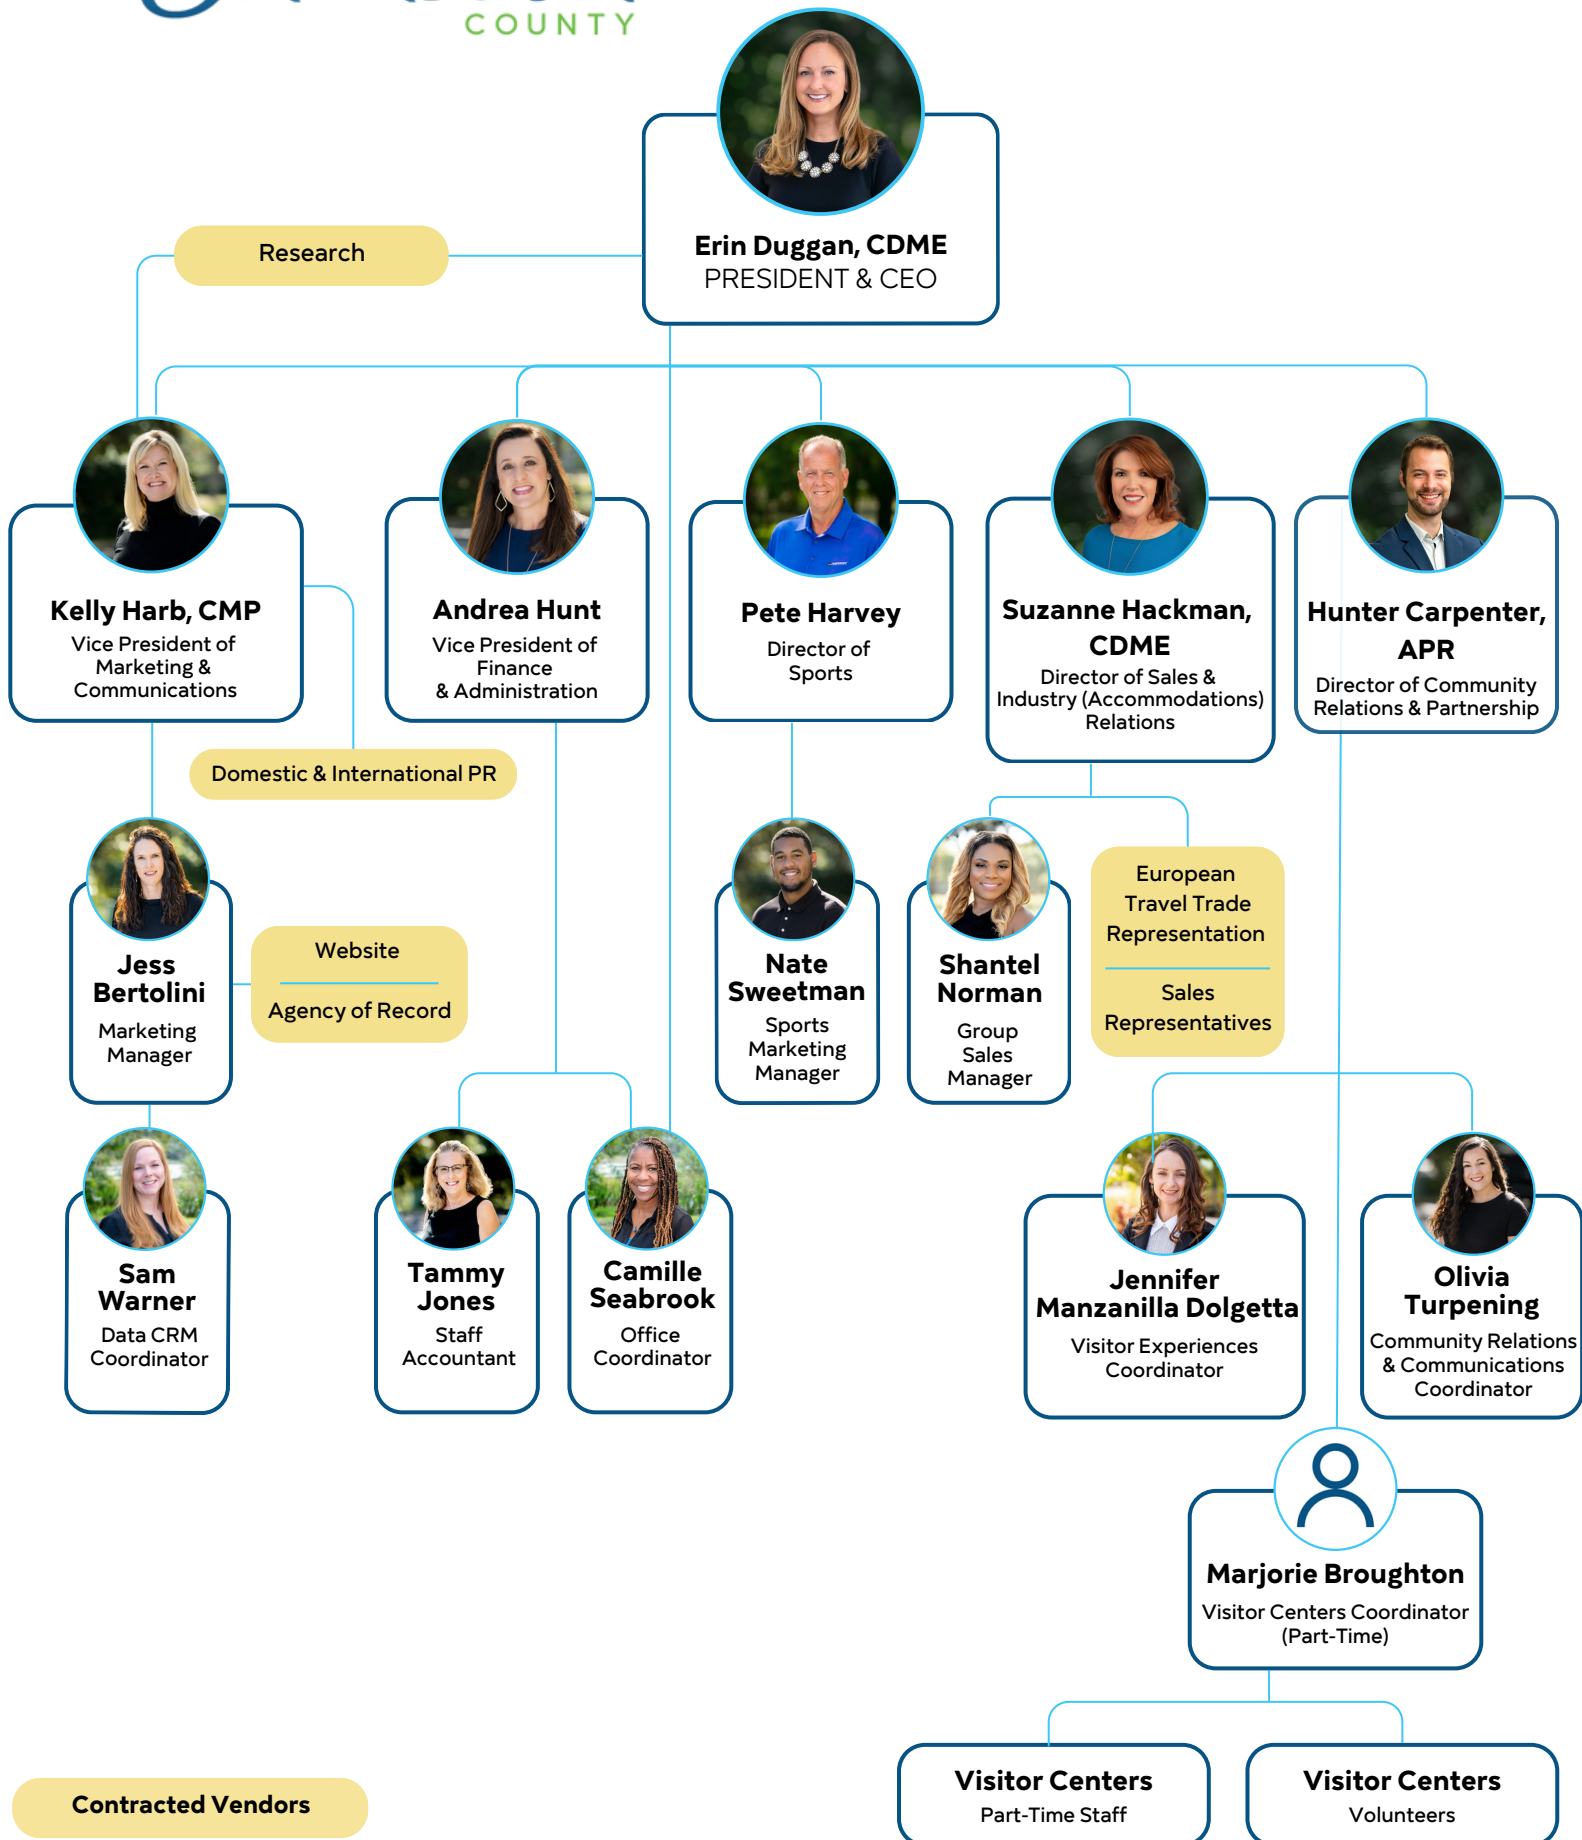 COUNTY
Erin Duggan, CDME
PRESIDENT & CEO
Research
Kelly Harb, CMP
Vice President of
Marketing &
Communications
Andrea Hunt
Vice President of
Finance
& Administration
Pete Harvey
Director of
Sports
Suzanne Hackman,
CDME
Director of Sales &
Industry (Accommodations)
Relations
Hunter Carpenter,
APR
Director of Community
Relations & Partnership
Domestic & International PR
Jess
Bertolini
Marketing
Manager
Website
Agency of Record
Nate
Sweetman
Sports
Marketing
Manager
Shantel
Norman
Group
Sales
Manager
European
Travel Trade
Representation
Sales
Representatives
Sam
Warner
Data CRM
Coordinator
Tammy
Jones
Staff
Accountant
Camille
Seabrook
Office
Coordinator
Jennifer
Manzanilla Dolgetta
Visitor Experiences
Coordinator
Olivia
Turpening
Community Relations
& Communications
Coordinator
Marjorie Broughton
Visitor Centers Coordinator
(Part-Time)
Visitor Centers
Part-Time Staff
Visitor Centers
Volunteers
Contracted Vendors